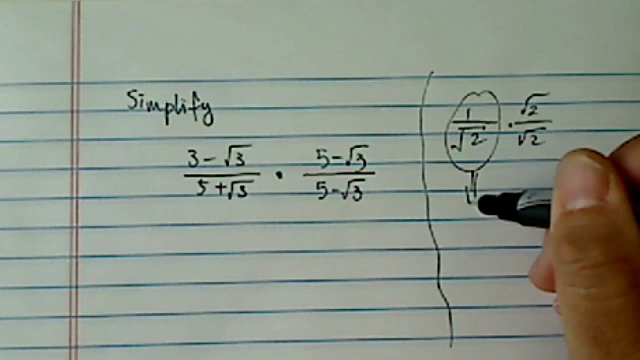 Simplify
3 - √3 / 5 + √3 · 5 - √3 / 5 - √3
1 / √2 · √2 / √2